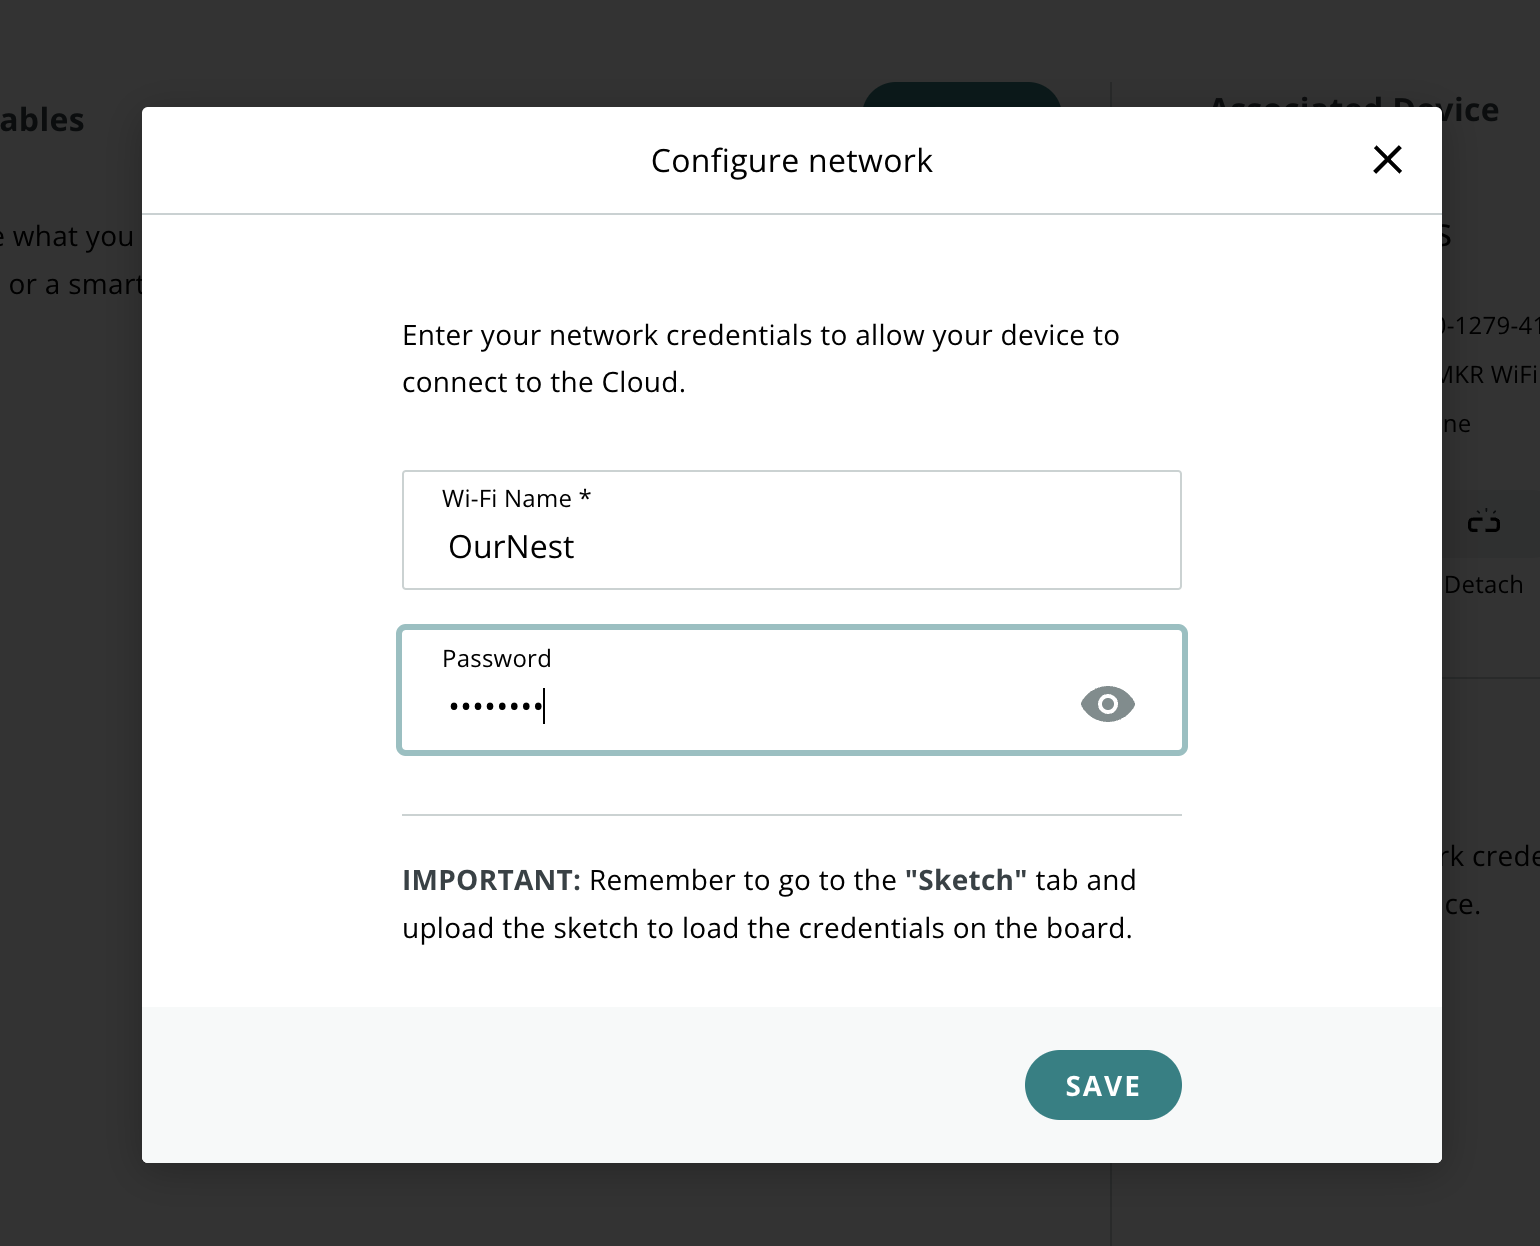 ables
Associated Device
Configure network
e what you
or a smart
S
0-1279-41
MKR WiFi
ne
Detach
Enter your network credentials to allow your device to
connect to the Cloud.
Wi-Fi Name *
OurNest
Password
••••••••
IMPORTANT: Remember to go to the "Sketch" tab and
upload the sketch to load the credentials on the board.
rk crede
ce.
SAVE